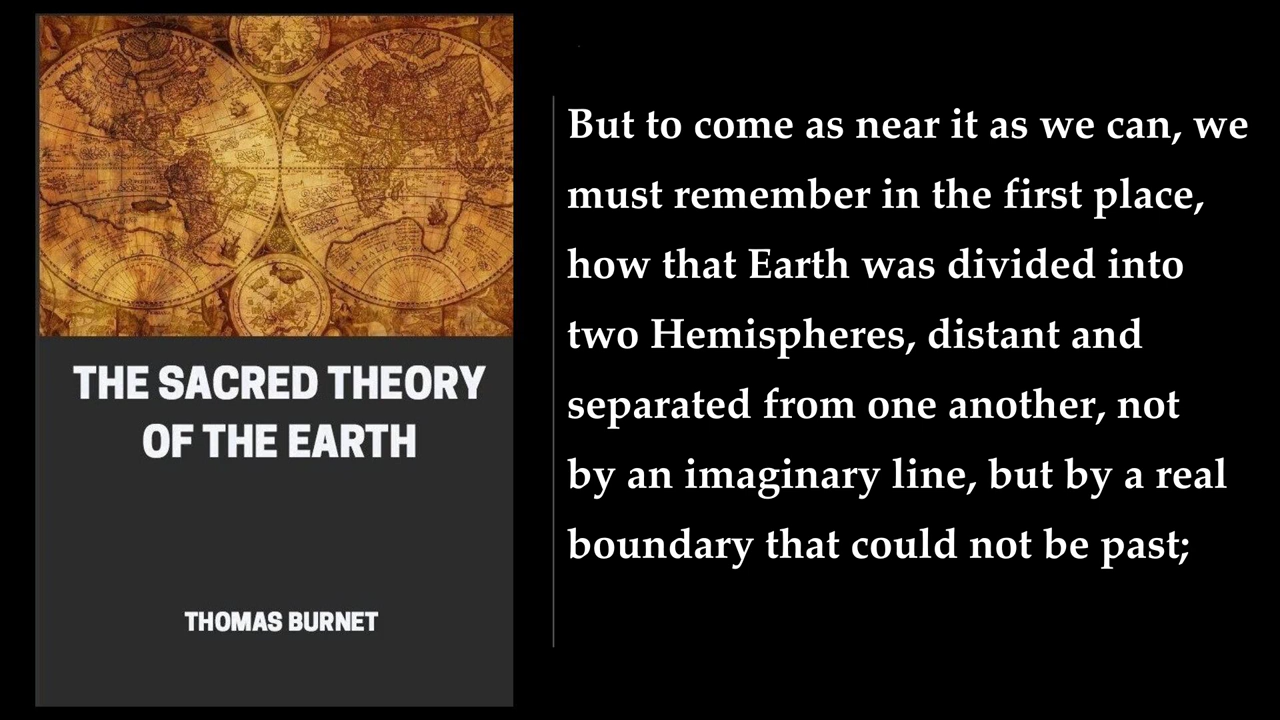 THE SACRED THEORY
OF THE EARTH
THOMAS BURNET
But to come as near it as we can, we
must remember in the first place,
how that Earth was divided into
two Hemispheres, distant and
separated from one another, not
by an imaginary line, but by a real
boundary that could not be past;